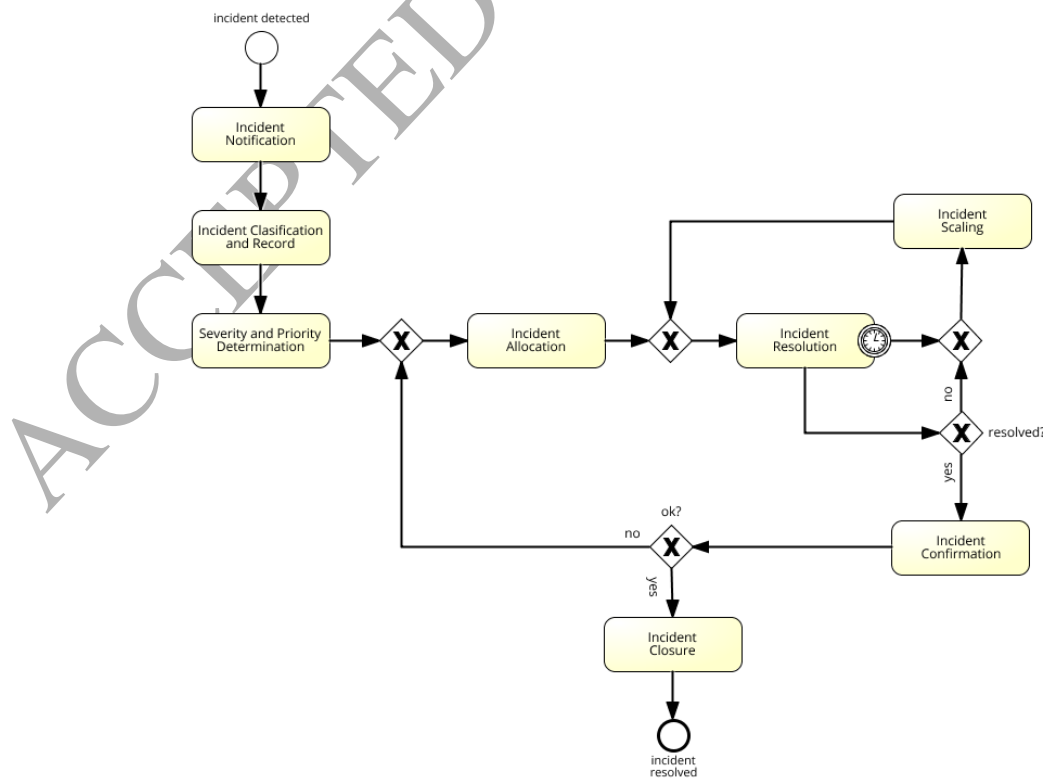 incident detected
Incident
Notification
Incident Clasification
and Record
Severity and Priority
Determination
Incident
Allocation
Incident
Resolution
Incident
Scaling
no
resolved?
yes
Incident
Confirmation
ok?
no
yes
Incident
Closure
incident
resolved
ACCEPTED